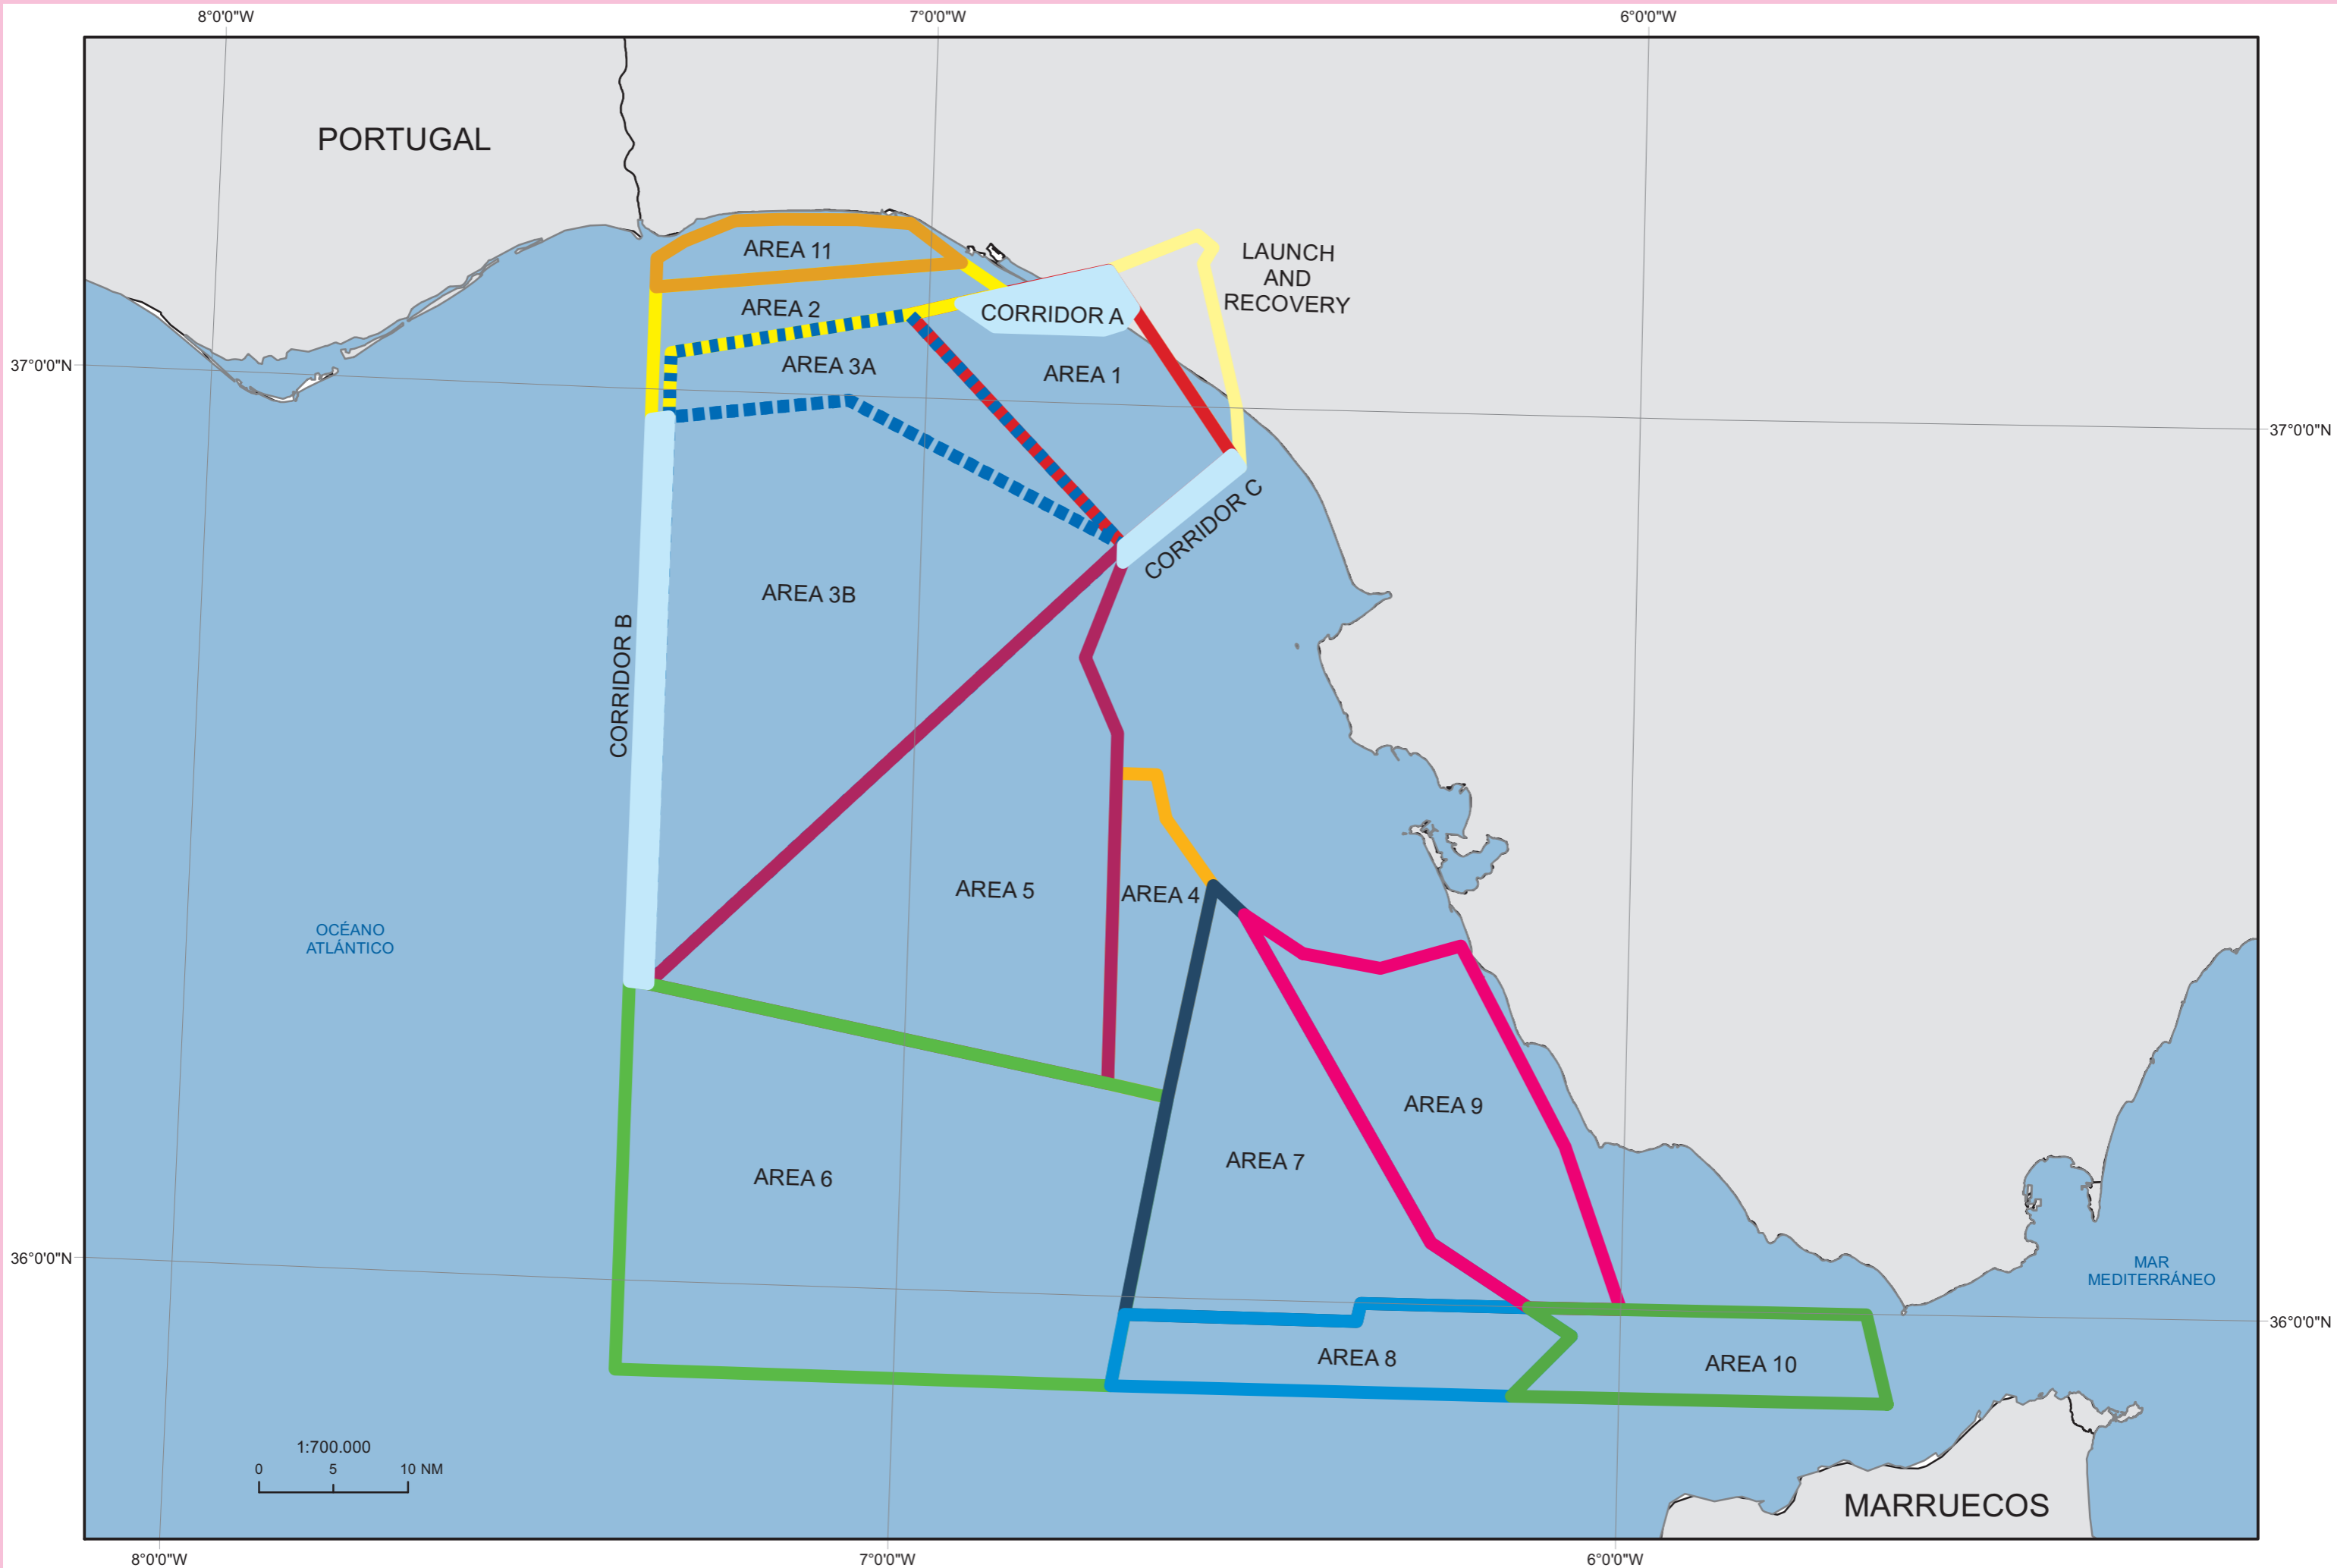 8°0'0"W
7°0'0"W
6°0'0"W
PORTUGAL
AREA 11
LAUNCH
AND
RECOVERY
AREA 2
CORRIDOR A
37°0'0"N
AREA 3A
AREA 1
37°0'0"N
CORRIDOR C
AREA 3B
CORRIDOR B
AREA 5
AREA 4
OCÉANO
ATLÁNTICO
AREA 9
AREA 7
AREA 6
36°0'0"N
MAR
MEDITERRÁNEO
36°0'0"N
AREA 8
AREA 10
1:700.000
0 5 10 NM
MARRUECOS
8°0'0"W
7°0'0"W
6°0'0"W